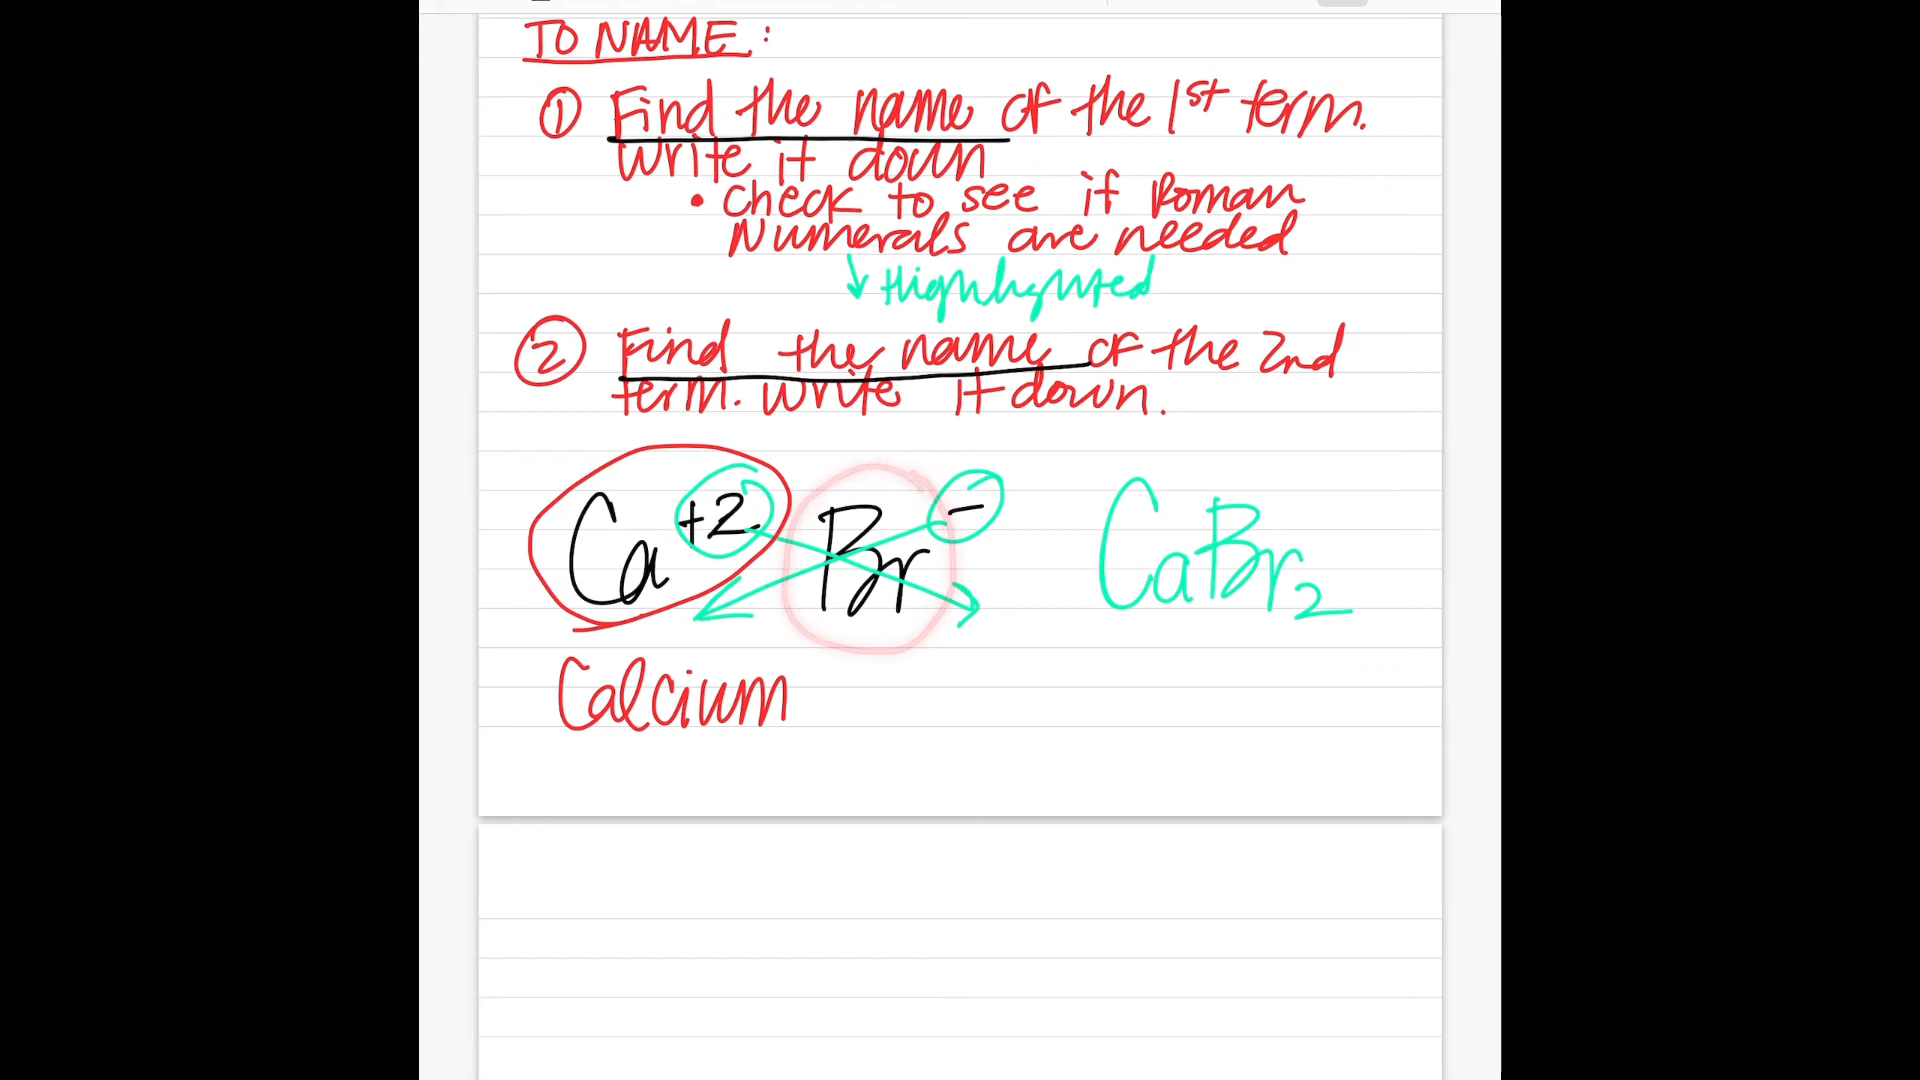 TO NAME:
① Find the name of the 1st term.
Write it down
• Check to see if Roman
Numerals are needed
↓ Highlighted
② Find the name of the 2nd
term. Write it down.
Ca+2 Br- CaBr2
Calcium